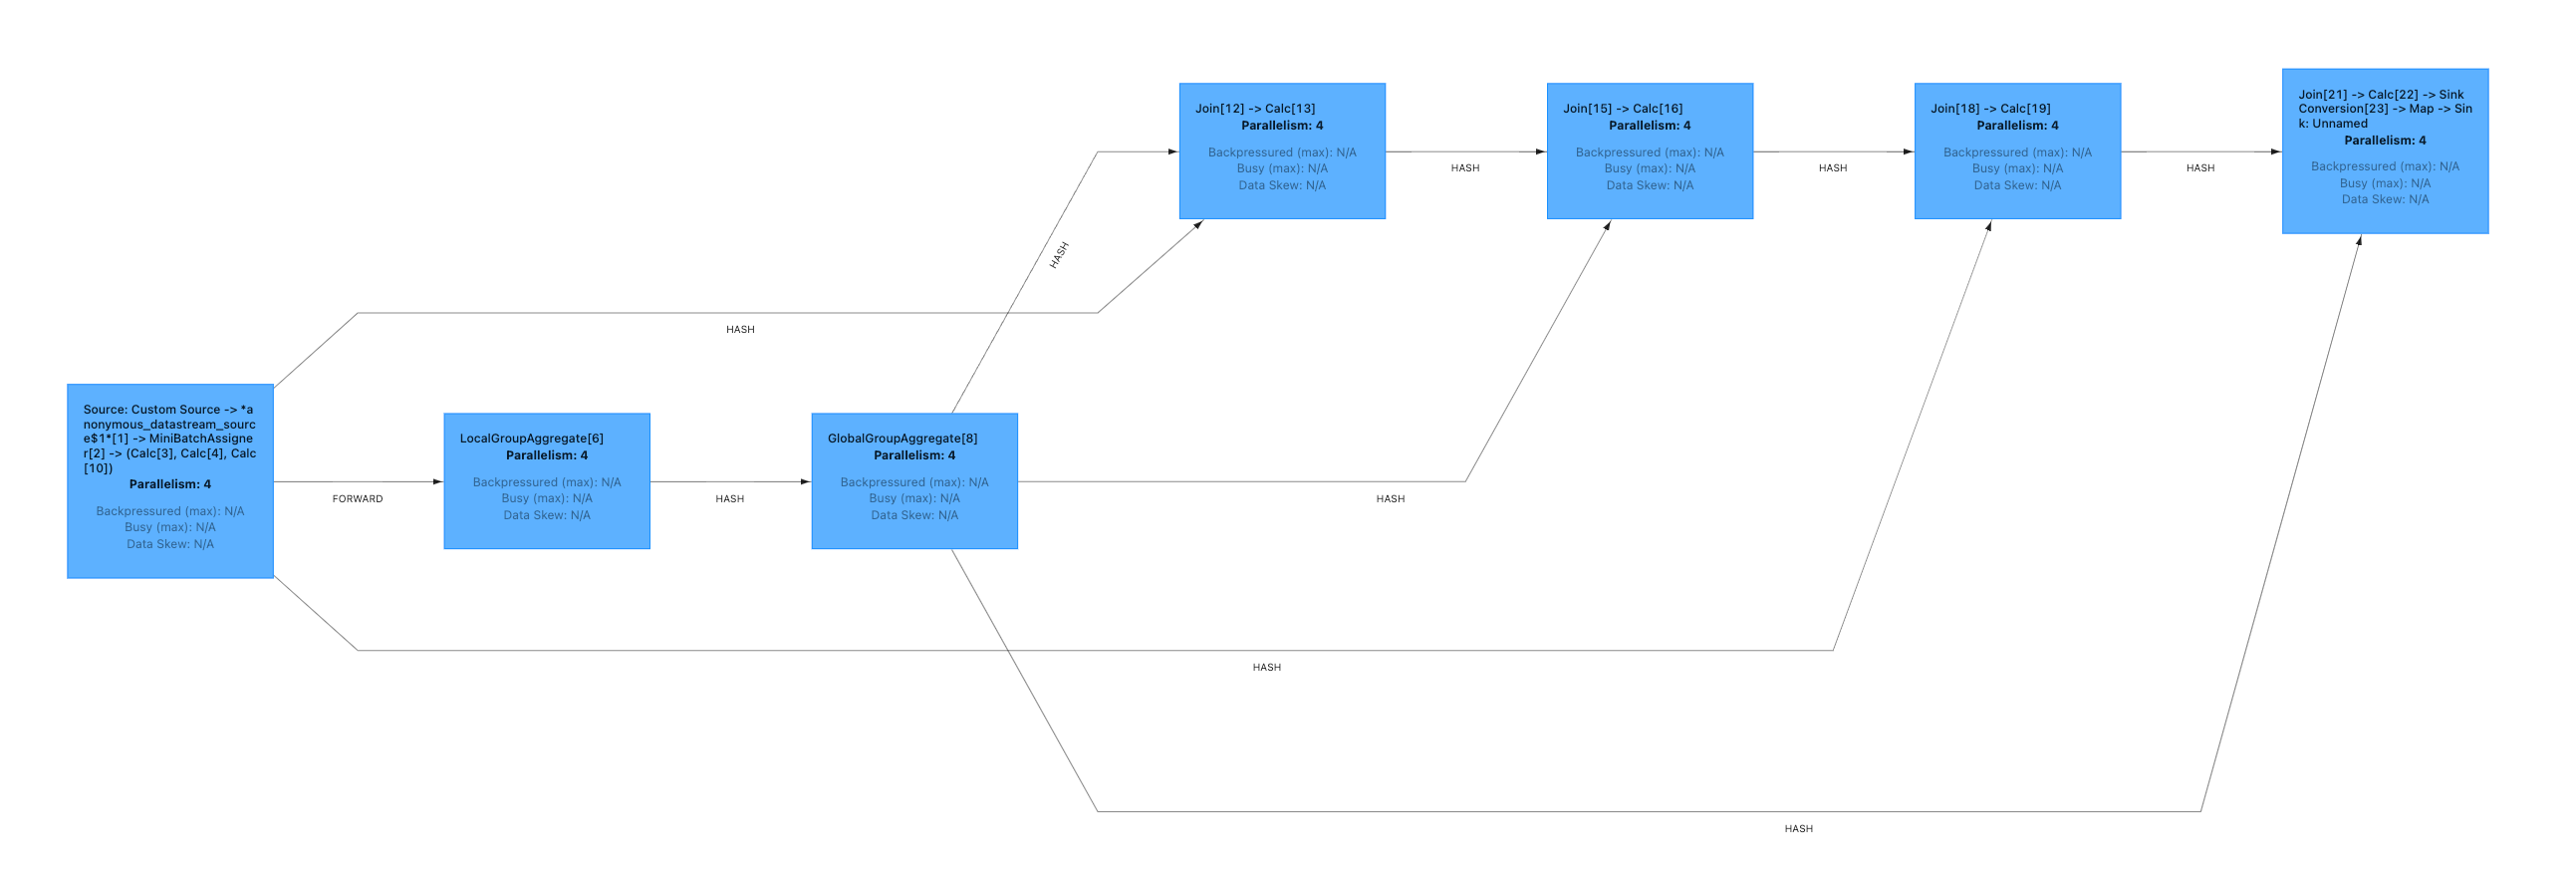 Join[12] -> Calc[13]
Parallelism: 4
Backpressured (max): N/A
Busy (max): N/A
Data Skew: N/A
HASH
Join[15] -> Calc[16]
Parallelism: 4
Backpressured (max): N/A
Busy (max): N/A
Data Skew: N/A
HASH
Join[18] -> Calc[19]
Parallelism: 4
Backpressured (max): N/A
Busy (max): N/A
Data Skew: N/A
HASH
Join[21] -> Calc[22] -> Sink
Conversion[23] -> Map -> Sin
k: Unnamed
Parallelism: 4
Backpressured (max): N/A
Busy (max): N/A
Data Skew: N/A
HASH
HASH
Source: Custom Source -> *a
nonymous_datastream_sourc
e$1*[1] -> MiniBatchAssigne
r[2] -> (Calc[3], Calc[4], Calc
[10])
Parallelism: 4
Backpressured (max): N/A
Busy (max): N/A
Data Skew: N/A
FORWARD
LocalGroupAggregate[6]
Parallelism: 4
Backpressured (max): N/A
Busy (max): N/A
Data Skew: N/A
HASH
GlobalGroupAggregate[8]
Parallelism: 4
Backpressured (max): N/A
Busy (max): N/A
Data Skew: N/A
HASH
HASH
HASH